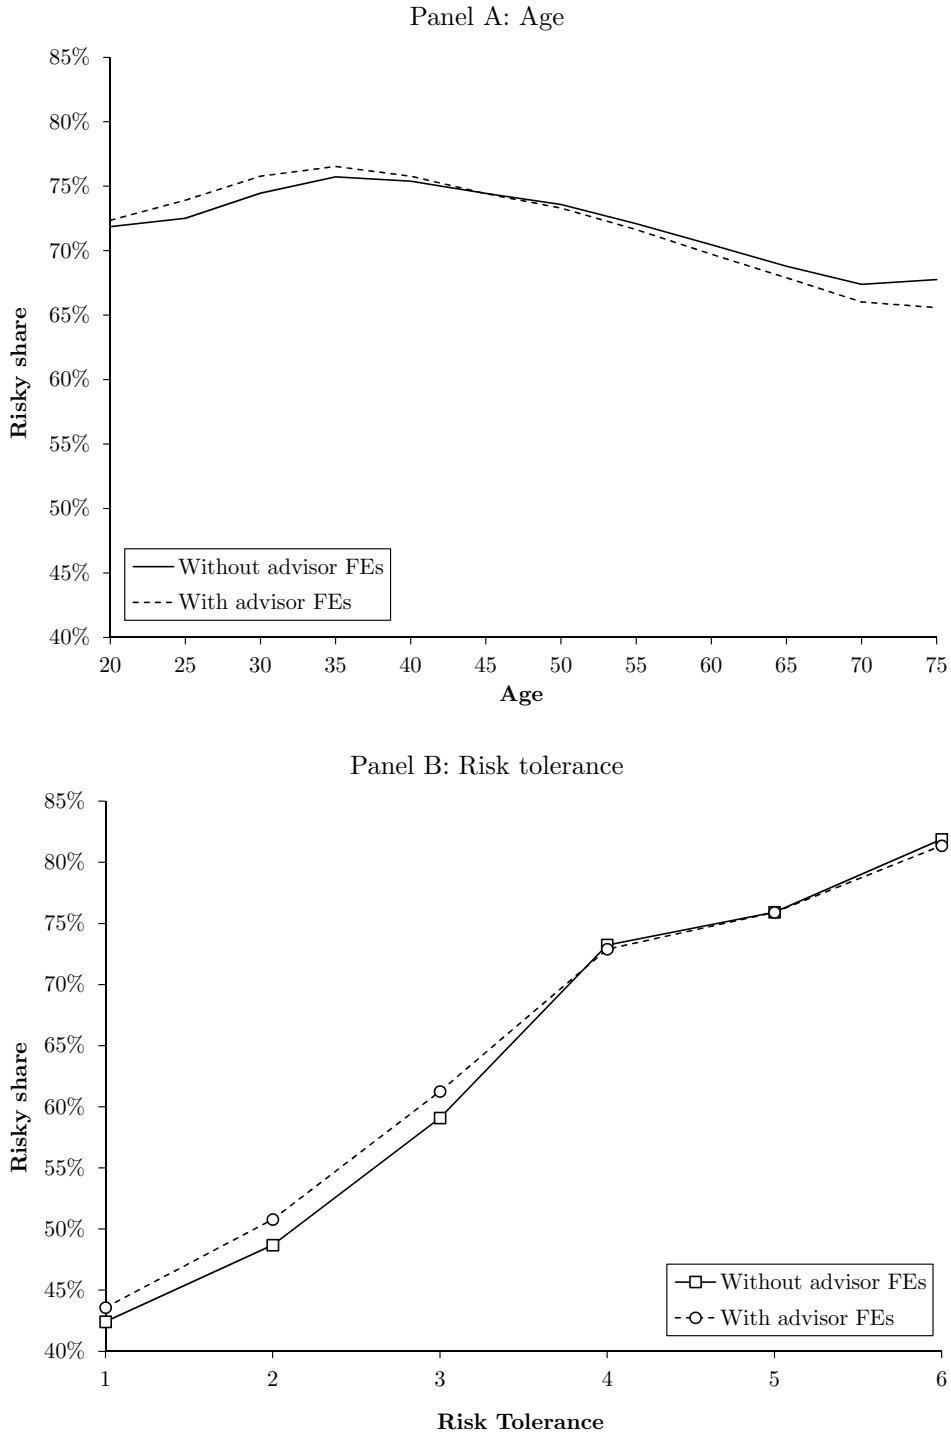 Panel A: Age
85%
80%
75%
70%
65%
60%
55%
50%
45%
40%
Risky share
Without advisor FEs
With advisor FEs
20 25 30 35 40 45 50 55 60 65 70 75
Age
Panel B: Risk tolerance
85%
80%
75%
70%
65%
60%
55%
50%
45%
40%
Risky share
Without advisor FEs
With advisor FEs
1 2 3 4 5 6
Risk Tolerance